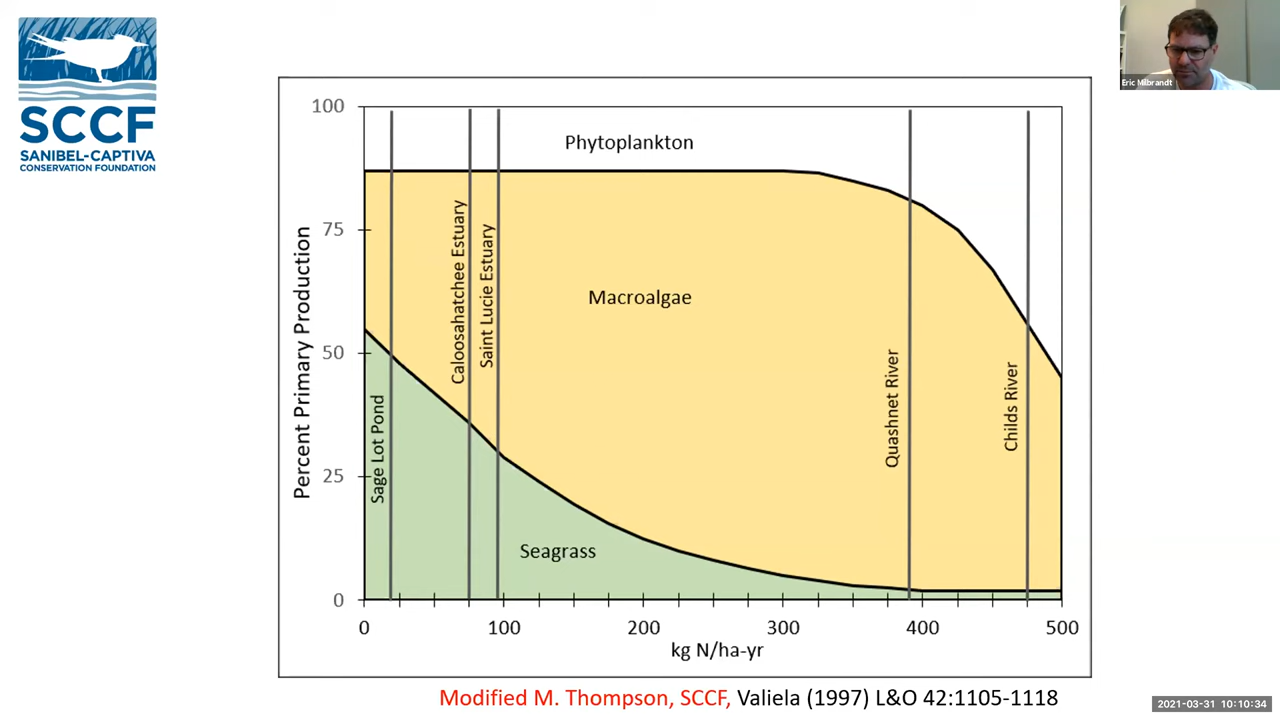 SCCF
SANIBEL-CAPTIVA
CONSERVATION FOUNDATION
Eric Milbrandt
100
75
50
25
0
Percent Primary Production
Phytoplankton
Macroalgae
Seagrass
Sage Lot Pond
Caloosahatchee Estuary
Saint Lucie Estuary
Quashnet River
Childs River
0
100
200
300
400
500
kg N/ha-yr
Modified M. Thompson, SCCF, Valiela (1997) L&O 42:1105-1118
2021-03-31 10:10:34